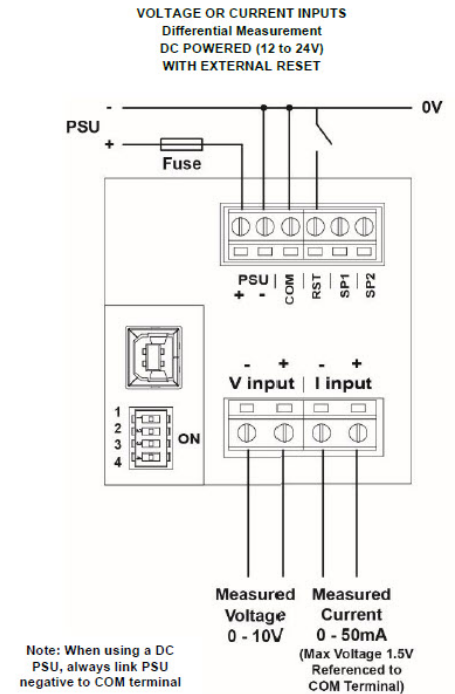 VOLTAGE OR CURRENT INPUTS
Differential Measurement
DC POWERED (12 to 24V)
WITH EXTERNAL RESET
-
0V
PSU
+
Fuse
PSU | COM | RST | SP1 | SP2
+ -
- + - +
V input | I input
1
2
3
4
ON
Measured
Voltage
0 - 10V
Measured
Current
0 - 50mA
(Max Voltage 1.5V
Referenced to
COM Terminal)
Note: When using a DC
PSU, always link PSU
negative to COM terminal